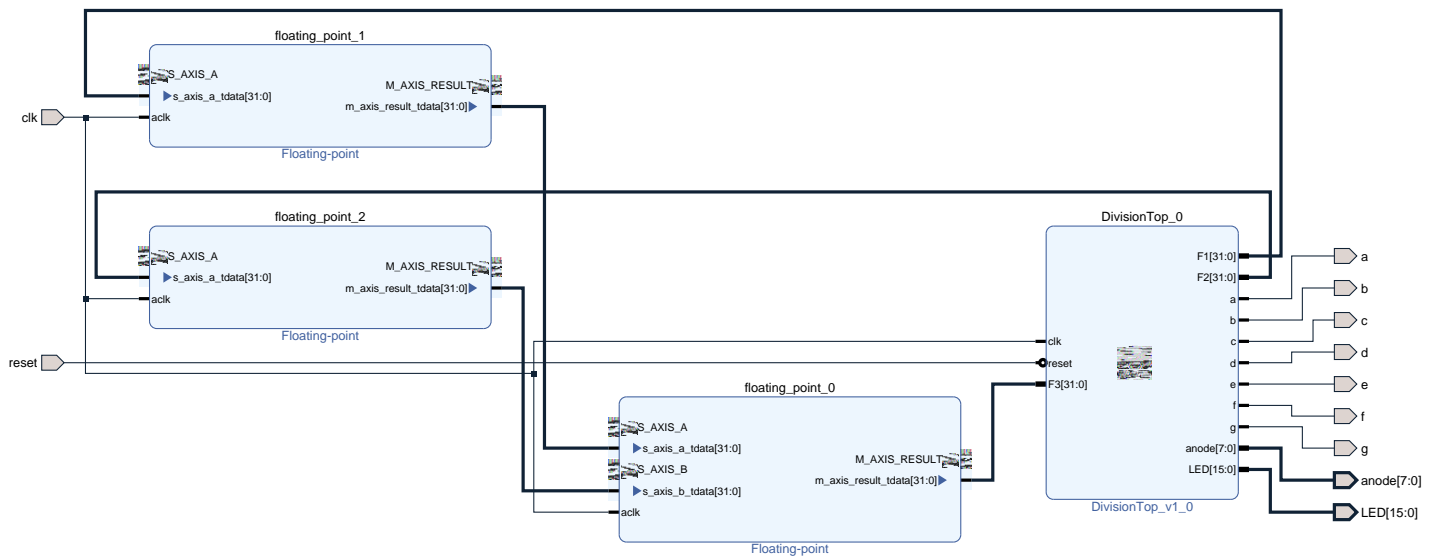 floating_point_1
S_AXIS_A
s_axis_a_tdata[31:0]
aclk
M_AXIS_RESULT
m_axis_result_tdata[31:0]
Floating-point
clk
floating_point_2
S_AXIS_A
s_axis_a_tdata[31:0]
aclk
M_AXIS_RESULT
m_axis_result_tdata[31:0]
Floating-point
reset
floating_point_0
S_AXIS_A
s_axis_a_tdata[31:0]
S_AXIS_B
s_axis_b_tdata[31:0]
aclk
M_AXIS_RESULT
m_axis_result_tdata[31:0]
Floating-point
DivisionTop_0
clk
reset
F3[31:0]
F1[31:0]
F2[31:0]
a
b
c
d
e
f
g
anode[7:0]
LED[15:0]
DivisionTop_v1_0
a
b
c
d
e
f
g
anode[7:0]
LED[15:0]